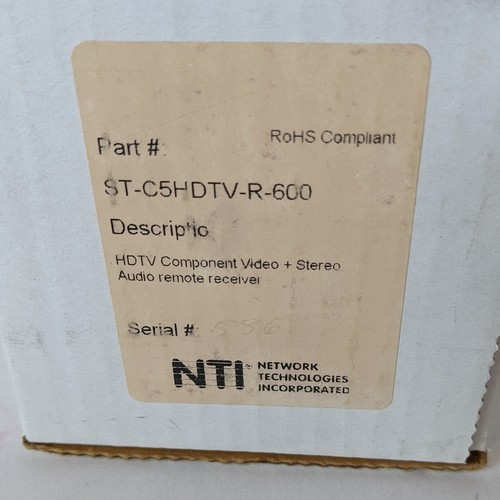 RoHS Compliant
Part #:
ST-C5HDTV-R-600
Descriptio
HDTV Component Video + Stereo
Audio remote receiver
Serial #: 586
NTI NETWORK
TECHNOLOGIES
INCORPORATED